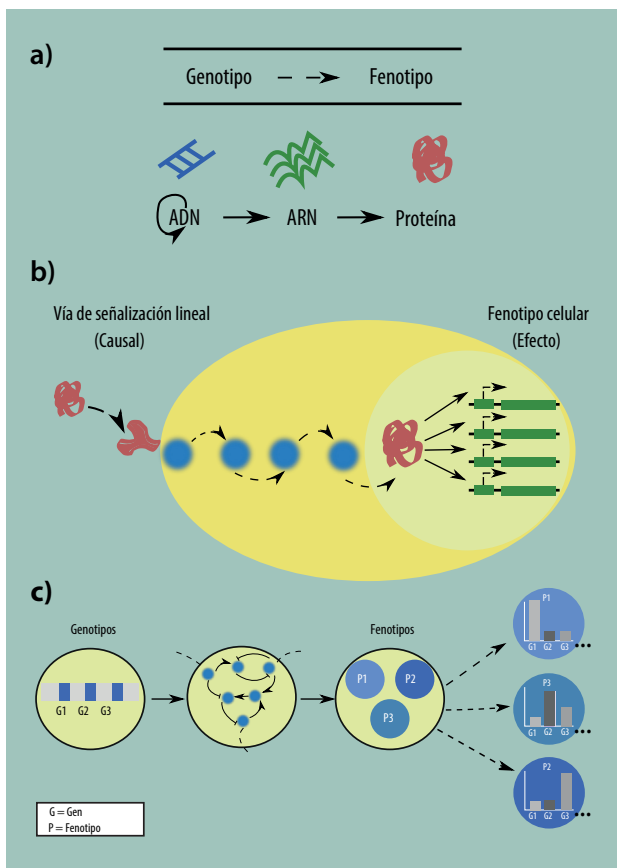 a)
Genotipo Fenotipo
ADN ARN Proteína
b)
Vía de señalización lineal
(Causal)
Fenotipo celular
(Efecto)
c)
Genotipos
Fenotipos
G1 G2 G3
P1 P2
P3
P1
G1 G2 G3
P3
G1 G2 G3
P2
G1 G2 G3
G = Gen
P = Fenotipo